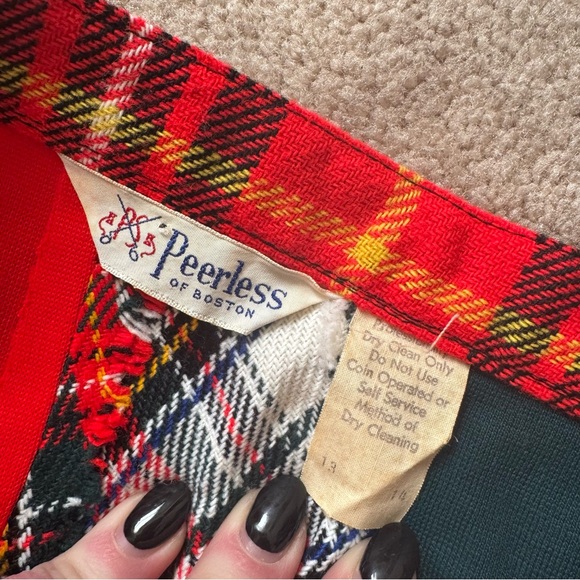 Peerless
OF BOSTON
Professional
Dry Clean Only
Do Not Use
Coin Operated or
Self Service
Method of
Dry Cleaning
13